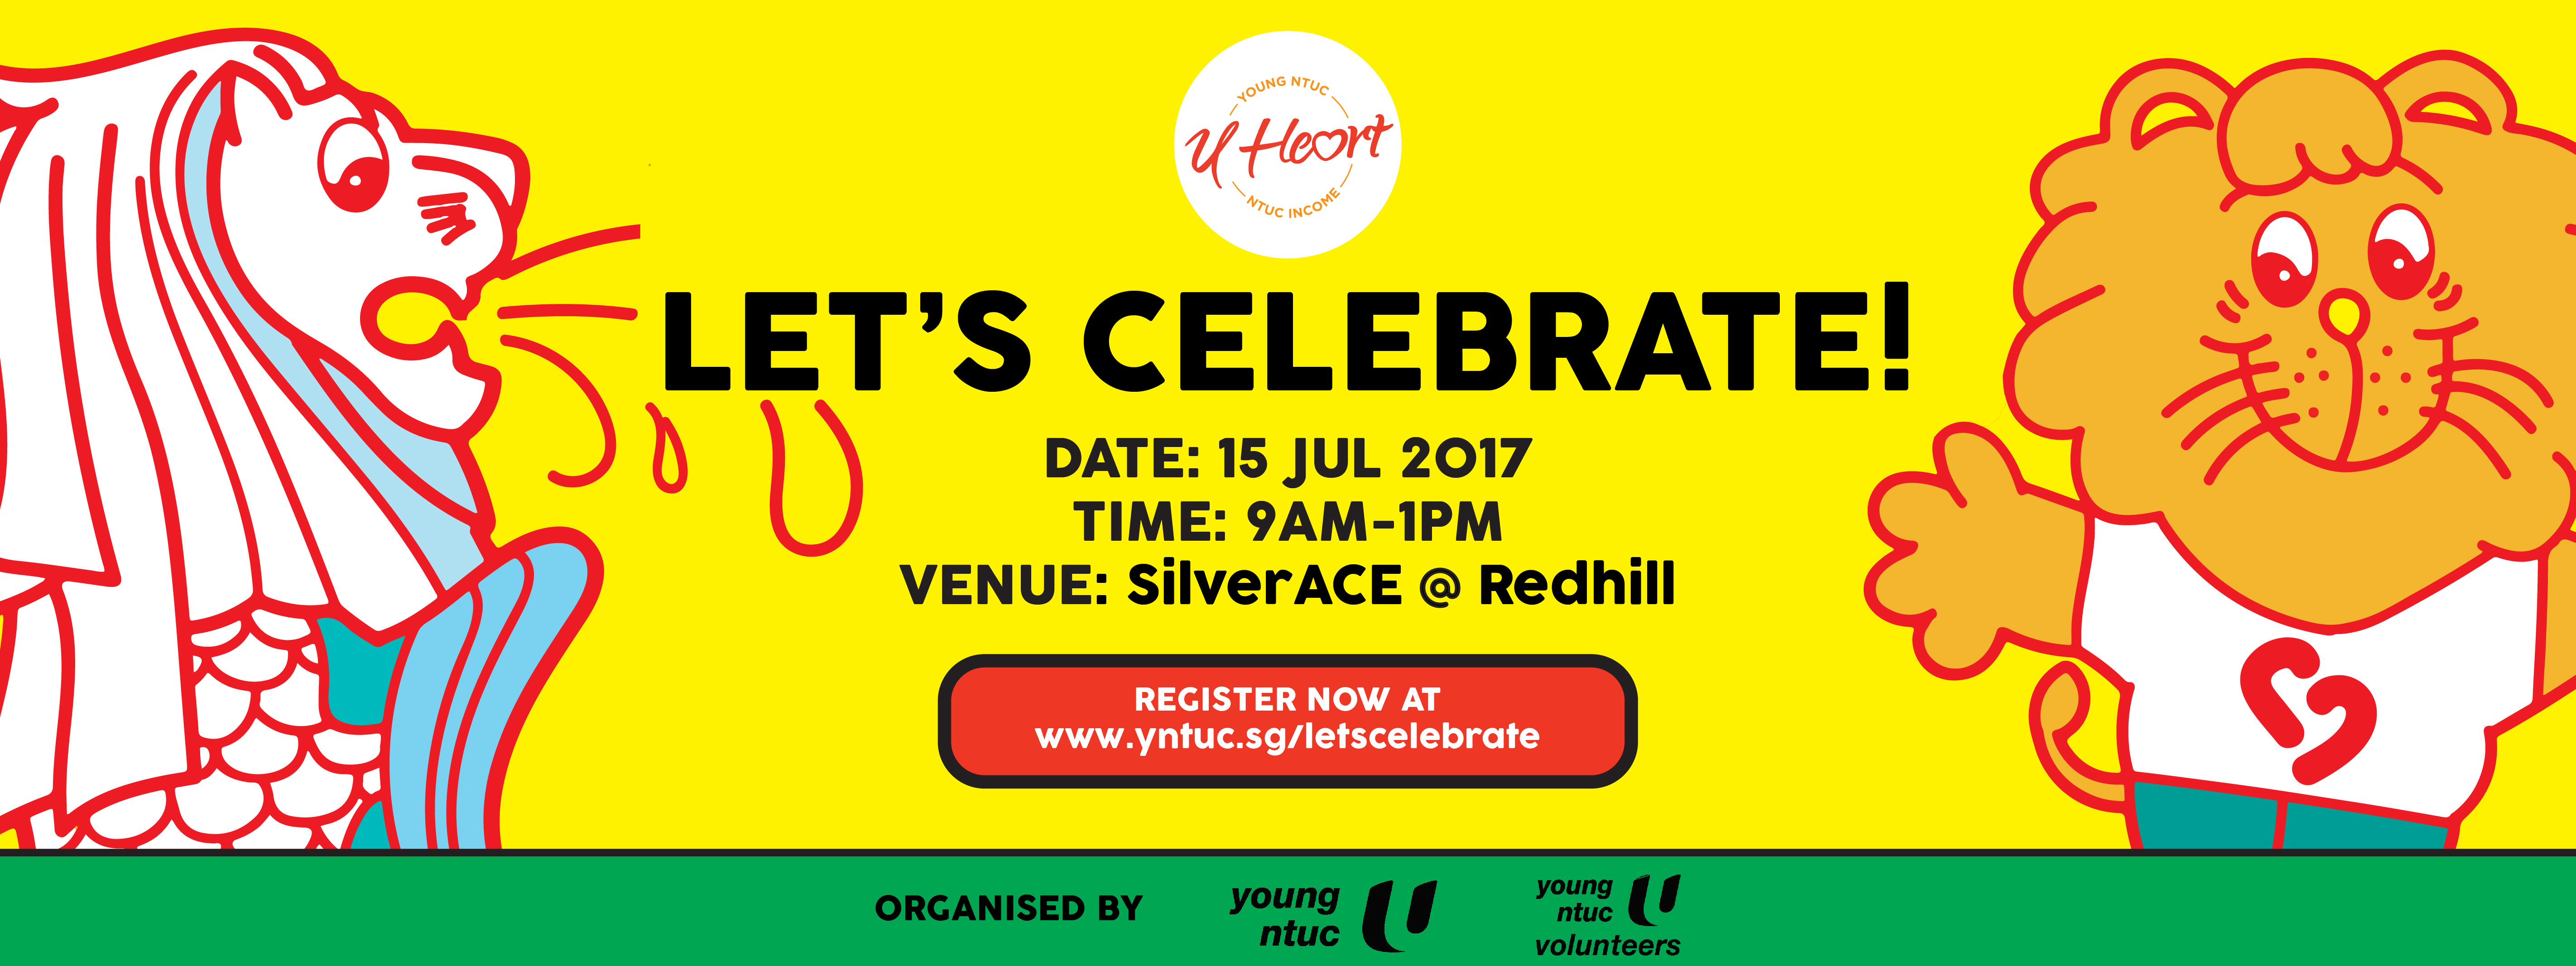 YOUNG NTUC
U Heart
NTUC INCOME
LET'S CELEBRATE!
DATE: 15 JUL 2017
TIME: 9AM-1PM
VENUE: SilverACE @ Redhill
REGISTER NOW AT
www.yntuc.sg/letscelebrate
ORGANISED BY
young
ntuc
U
young
ntuc
U
volunteers